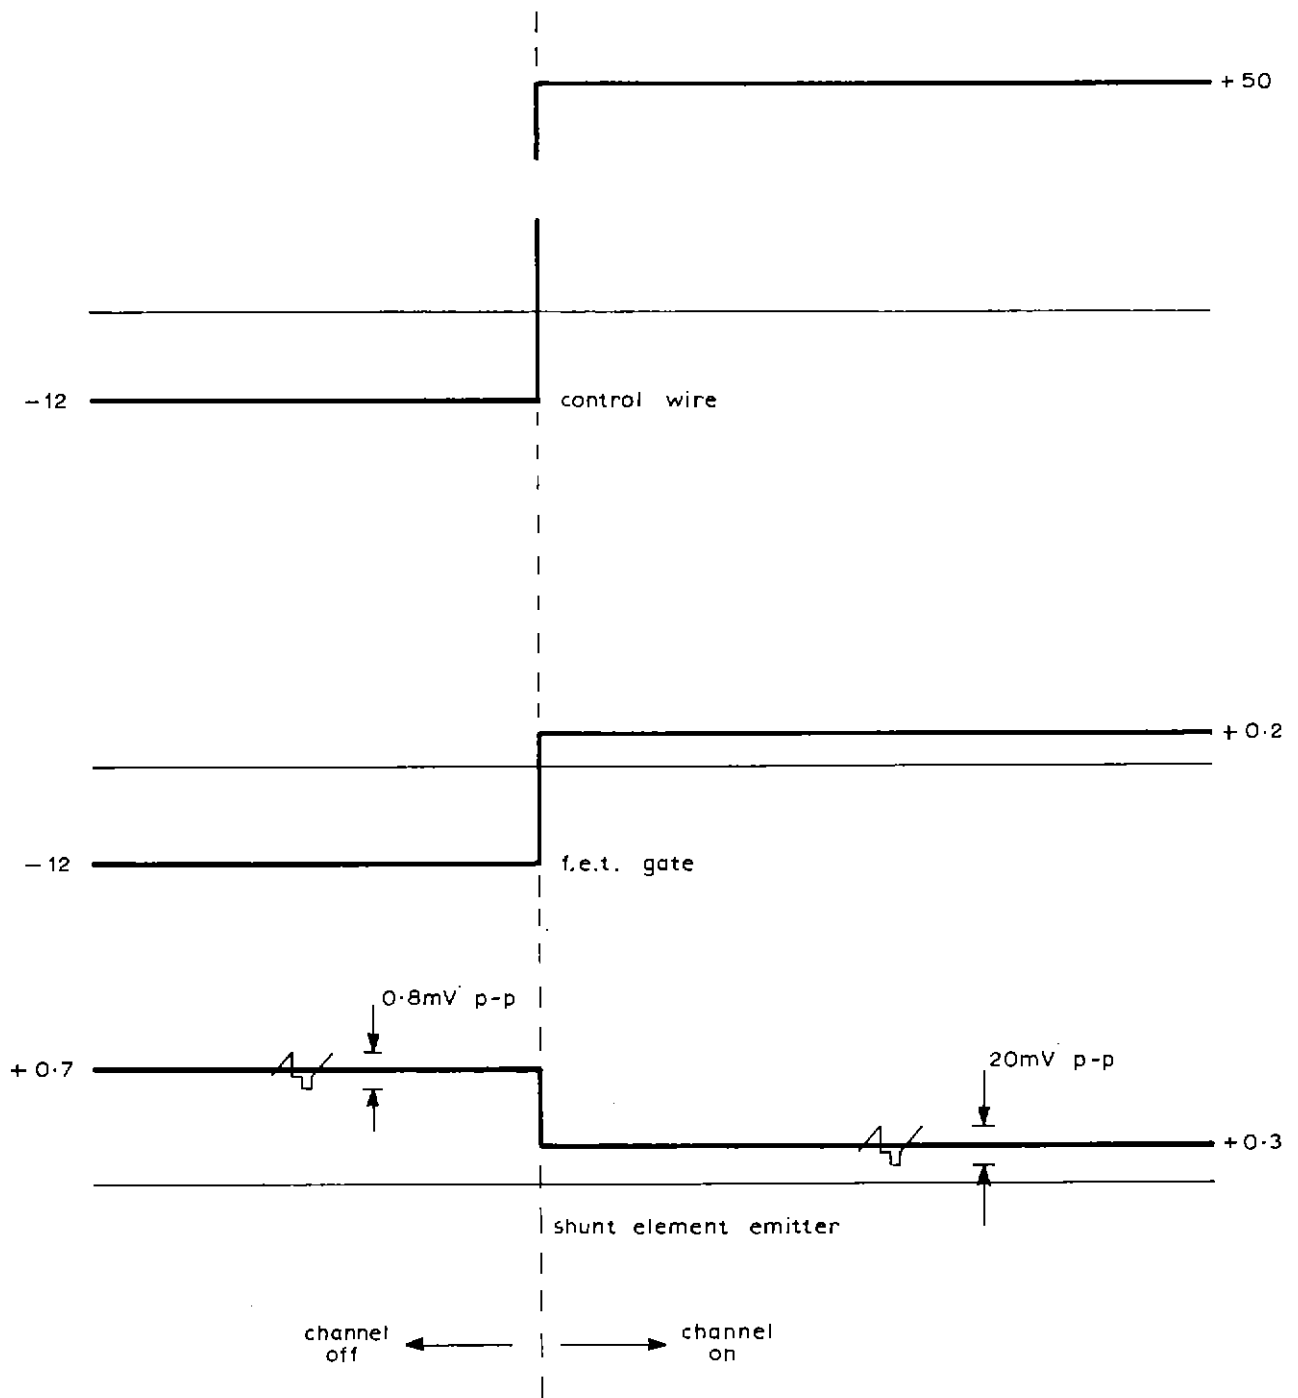 +50
-12
control wire
+0·2
-12
f.e.t. gate
0·8mV p-p
+0·7
20mV p-p
+0·3
shunt element emitter
channel
off
channel
on